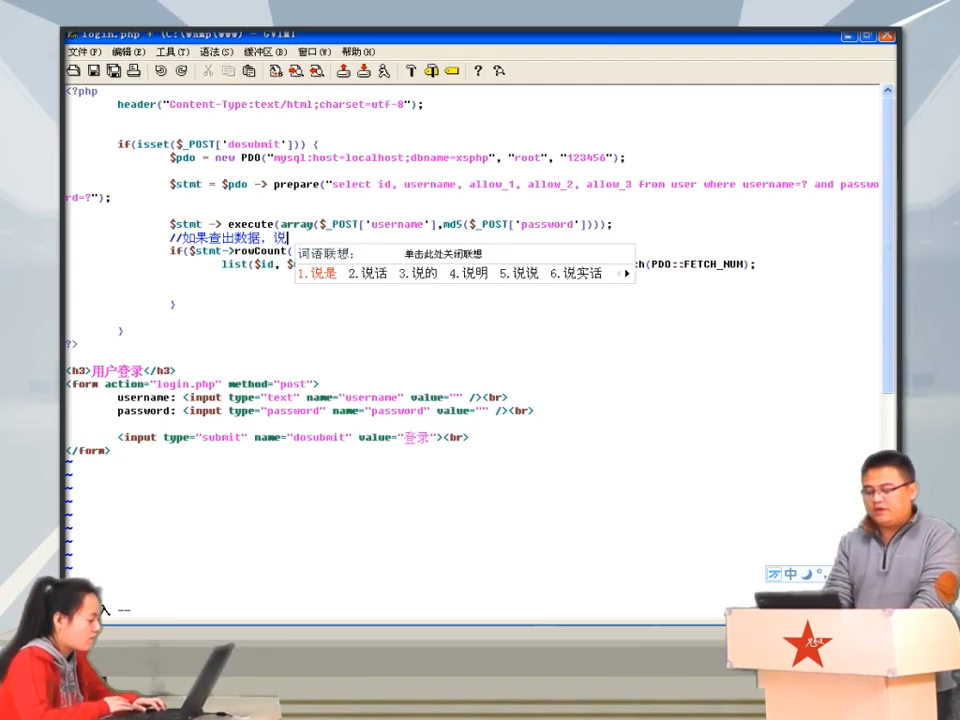 login.php + (C:\wamp\www) - GVIM1
文件(F) 编辑(E) 工具(T) 语法(S) 缓冲区(B) 窗口(W) 帮助(H)
<?php
header("Content-Type:text/html;charset=utf-8");
if(isset($_POST['dosubmit'])) {
$pdo = new PDO("mysql:host=localhost;dbname=xsphp", "root", "123456");
$stmt = $pdo -> prepare("select id, username, allow_1, allow_2, allow_3 from user where username=? and passwo
rd=?");
$stmt -> execute(array($_POST['username'],md5($_POST['password'])));
//如果查出数据，说
词语联想： 单击此处关闭联想
if($stmt->rowCount(
1.说是 2.说话 3.说的 4.说明 5.说说 6.说实话
list($id, $ ch(PDO::FETCH_NUM);
}
}
?>
<h3>用户登录</h3>
<form action="login.php" method="post">
username: <input type="text" name="username" value="" /><br>
password: <input type="password" name="password" value="" /><br>
<input type="submit" name="dosubmit" value="登录"><br>
</form>
~
~
~
~
~
~
~
~
~
中
入 --